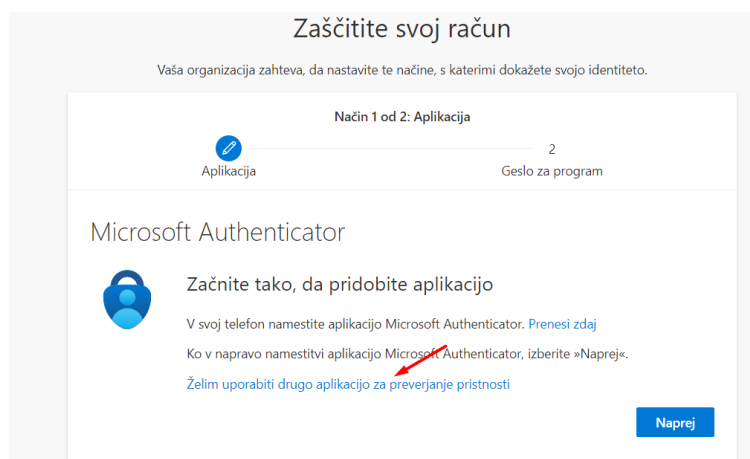 Zaščitite svoj račun
Vaša organizacija zahteva, da nastavite te načine, s katerimi dokažete svojo identiteto.
Način 1 od 2: Aplikacija
2
Aplikacija
Geslo za program
Microsoft Authenticator
Začnite tako, da pridobite aplikacijo
V svoj telefon namestite aplikacijo Microsoft Authenticator. Prenesi zdaj
Ko v napravo namestitvi aplikacijo Microsoft Authenticator, izberite »Naprej«.
Želim uporabiti drugo aplikacijo za preverjanje pristnosti
Naprej